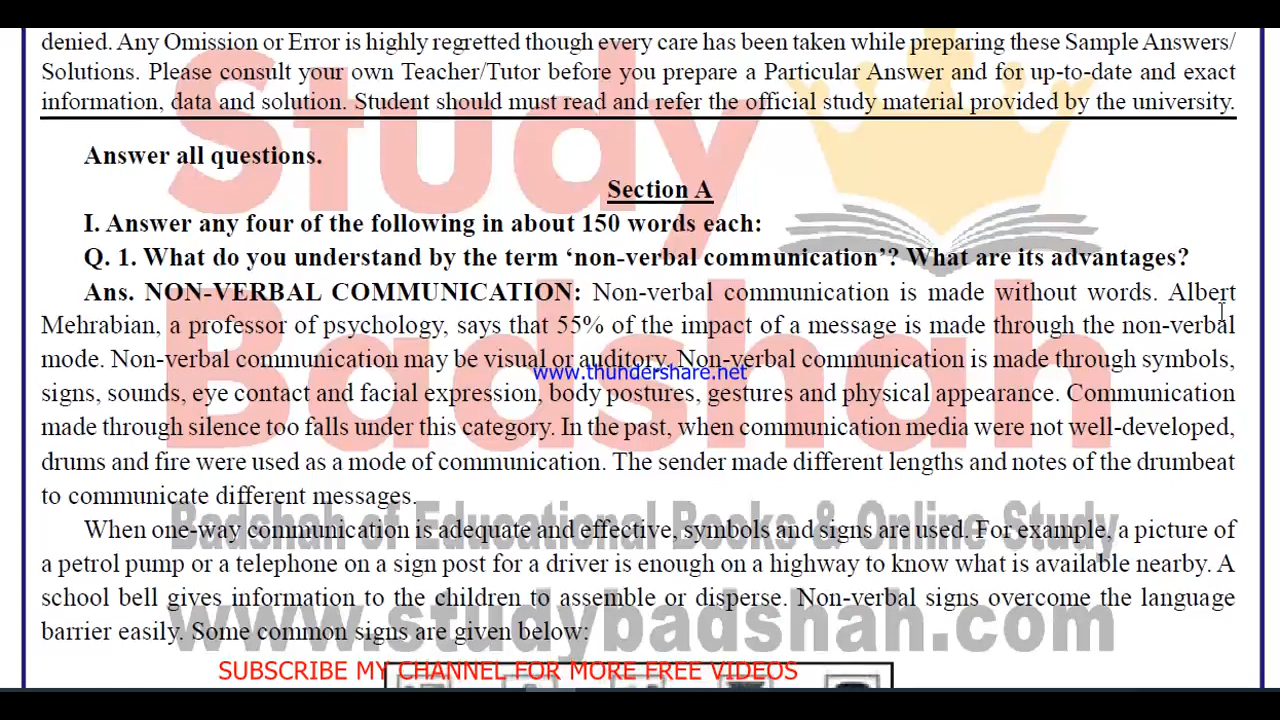 denied. Any Omission or Error is highly regretted though every care has been taken while preparing these Sample Answers/
Solutions. Please consult your own Teacher/Tutor before you prepare a Particular Answer and for up-to-date and exact
information, data and solution. Student should must read and refer the official study material provided by the university.
Answer all questions.
Section A
I. Answer any four of the following in about 150 words each:
Q. 1. What do you understand by the term ‘non-verbal communication’? What are its advantages?
Ans. NON-VERBAL COMMUNICATION: Non-verbal communication is made without words. Albert
Mehrabian, a professor of psychology, says that 55% of the impact of a message is made through the non-verbal
mode. Non-verbal communication may be visual or auditory. Non-verbal communication is made through symbols,
www.thundershare.net
signs, sounds, eye contact and facial expression, body postures, gestures and physical appearance. Communication
made through silence too falls under this category. In the past, when communication media were not well-developed,
drums and fire were used as a mode of communication. The sender made different lengths and notes of the drumbeat
to communicate different messages.
When one-way communication is adequate and effective, symbols and signs are used. For example, a picture of
a petrol pump or a telephone on a sign post for a driver is enough on a highway to know what is available nearby. A
school bell gives information to the children to assemble or disperse. Non-verbal signs overcome the language
barrier easily. Some common signs are given below:
SUBSCRIBE MY CHANNEL FOR MORE FREE VIDEOS
Study
Badshah
Badshah of Educational Books & Online Study
www.studybadshah.com